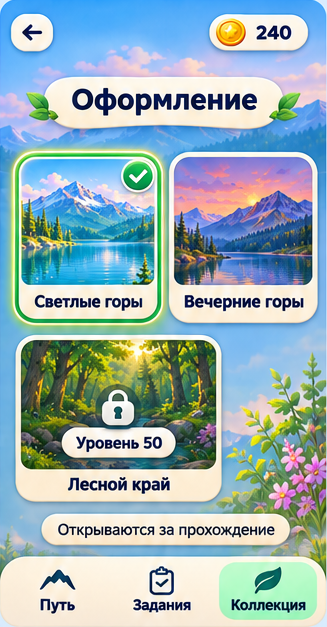 240
Оформление
Светлые горы
Вечерние горы
Уровень 50
Лесной край
Открываются за прохождение
Путь
Задания
Коллекция